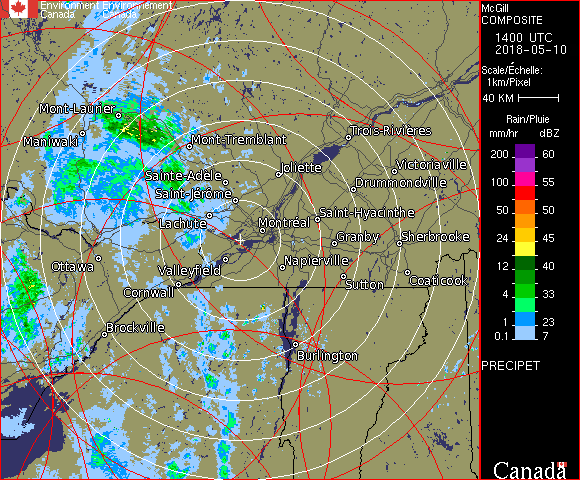 Environment Environnement
Canada Canada
McGill
COMPOSITE
1400 UTC
2018-05-10
Scale/Échelle:
1km/Pixel
40 KM
Rain/Pluie
mm/hr dBZ
200 60
100 55
75 53
50 50
24 45
12 40
4 33
1 23
0.1 7
PRECIPET
Mont-Laurier
Maniwaki
Mont-Tremblant
Trois-Rivières
Sainte-Adèle
Joliette
Victoriaville
Saint-Jérôme
Drummondville
Lachute
Montréal
Saint-Hyacinthe
Granby
Sherbrooke
Ottawa
Valleyfield
Napierville
Cornwall
Sutton
Coaticook
Brockville
Burlington
Canada